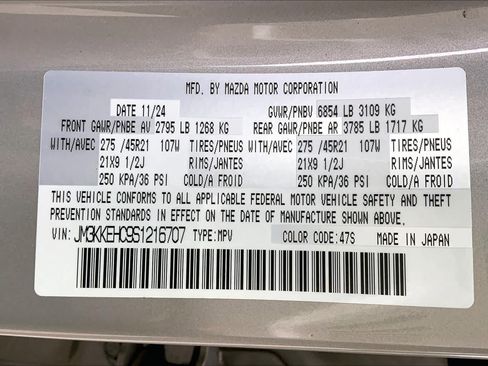 MFD. BY MAZDA MOTOR CORPORATION
DATE 11/24 GVWR/PNBV 6854 LB 3109 KG
FRONT GAWR/PNBE AV 2795 LB 1268 KG REAR GAWR/PNBE AR 3785 LB 1717 KG
WITH/AVEC 275 /45R21 107W TIRES/PNEUS WITH/AVEC 275 /45R21 107W TIRES/PNEUS
21X9 1/2J RIMS/JANTES 21X9 1/2J RIMS/JANTES
250 KPA/36 PSI COLD/A FROID 250 KPA/36 PSI COLD/A FROID
THIS VEHICLE CONFORMS TO ALL APPLICABLE FEDERAL MOTOR VEHICLE SAFETY AND THEFT
PREVENTION STANDARDS IN EFFECT ON THE DATE OF MANUFACTURE SHOWN ABOVE.
VIN: JM3KKEHC9S1216707 TYPE:MPV COLOR CODE:47S MADE IN JAPAN